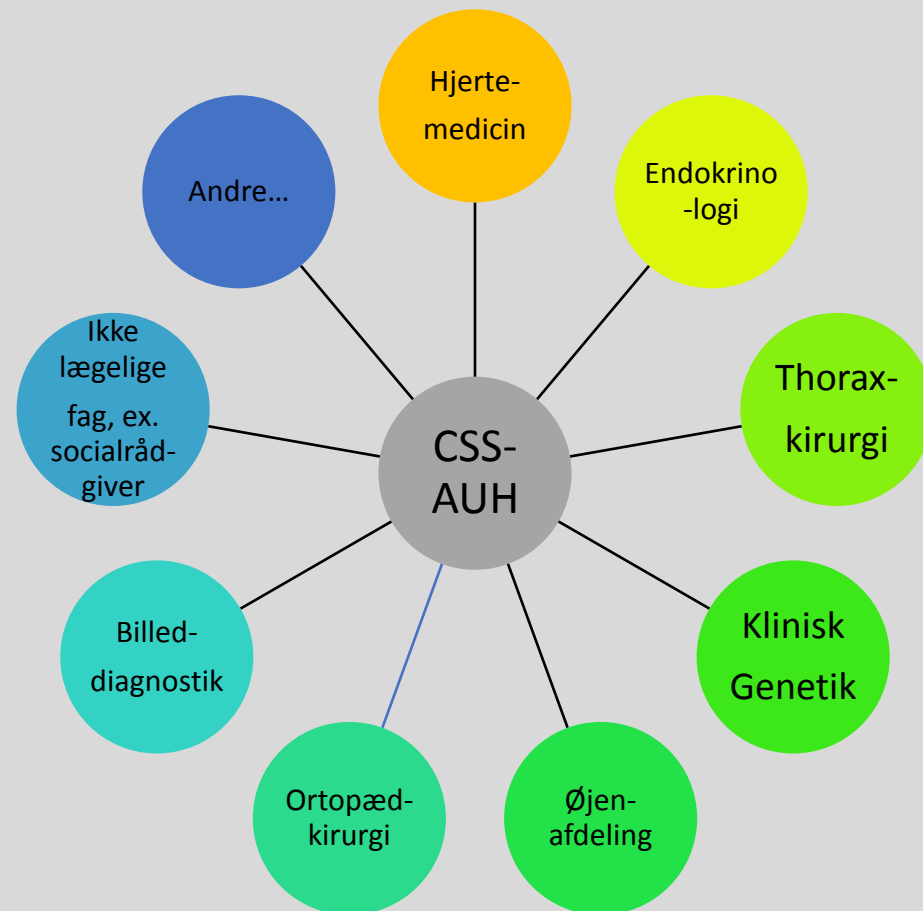 Hjerte-
medicin
Endokrino
-logi
Thorax-
kirurgi
Klinisk
Genetik
Øjen-
afdeling
Ortopæd-
kirurgi
Billed-
diagnostik
Ikke
lægelige
fag, ex.
socialråd-
giver
Andre...
CSS-
AUH